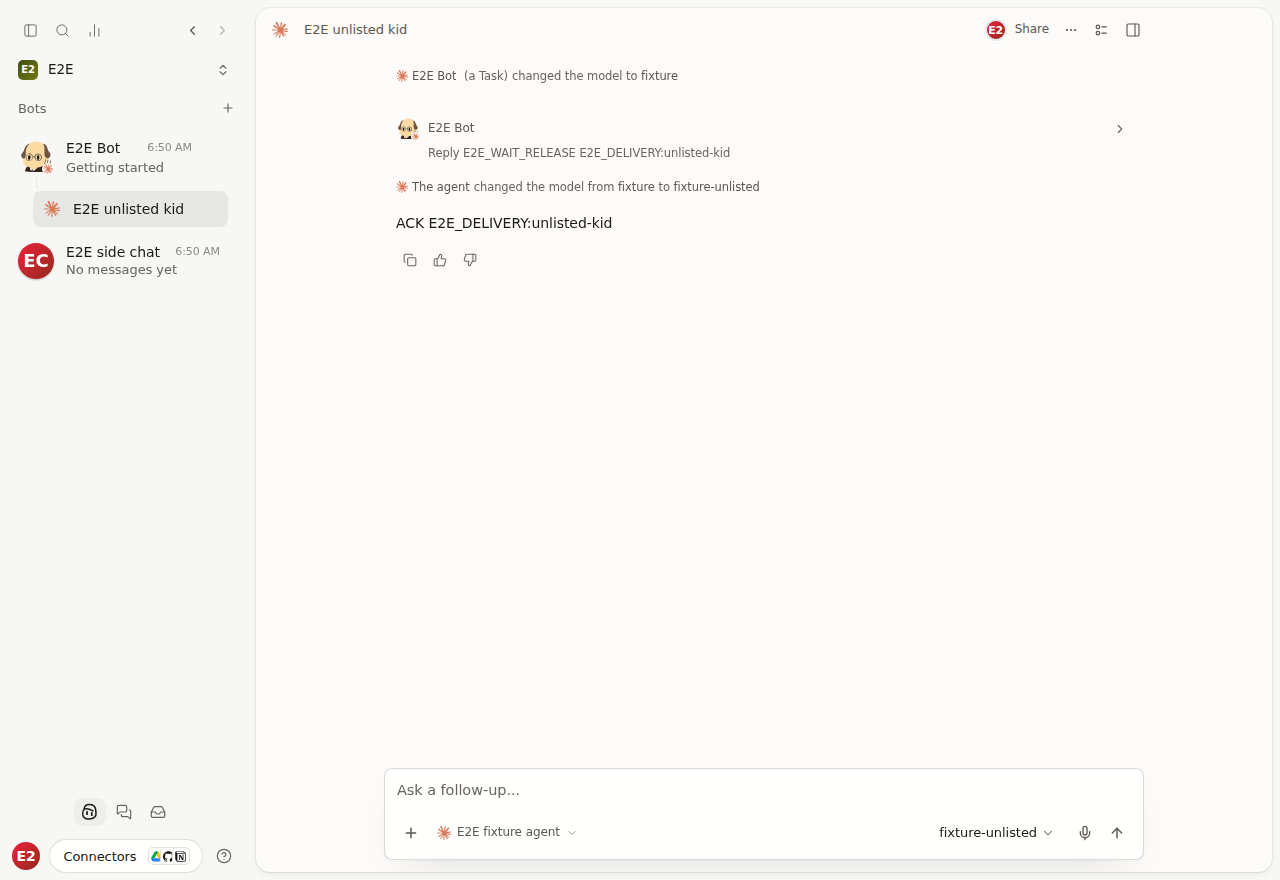 E2E unlisted kid
E2 Share
E2 E2E
Bots
E2E Bot 6:50 AM
Getting started
E2E unlisted kid
EC E2E side chat 6:50 AM
No messages yet
E2E Bot (a Task) changed the model to fixture
E2E Bot
Reply E2E_WAIT_RELEASE E2E_DELIVERY:unlisted-kid
The agent changed the model from fixture to fixture-unlisted
ACK E2E_DELIVERY:unlisted-kid
Ask a follow-up...
E2E fixture agent
fixture-unlisted
E2 Connectors